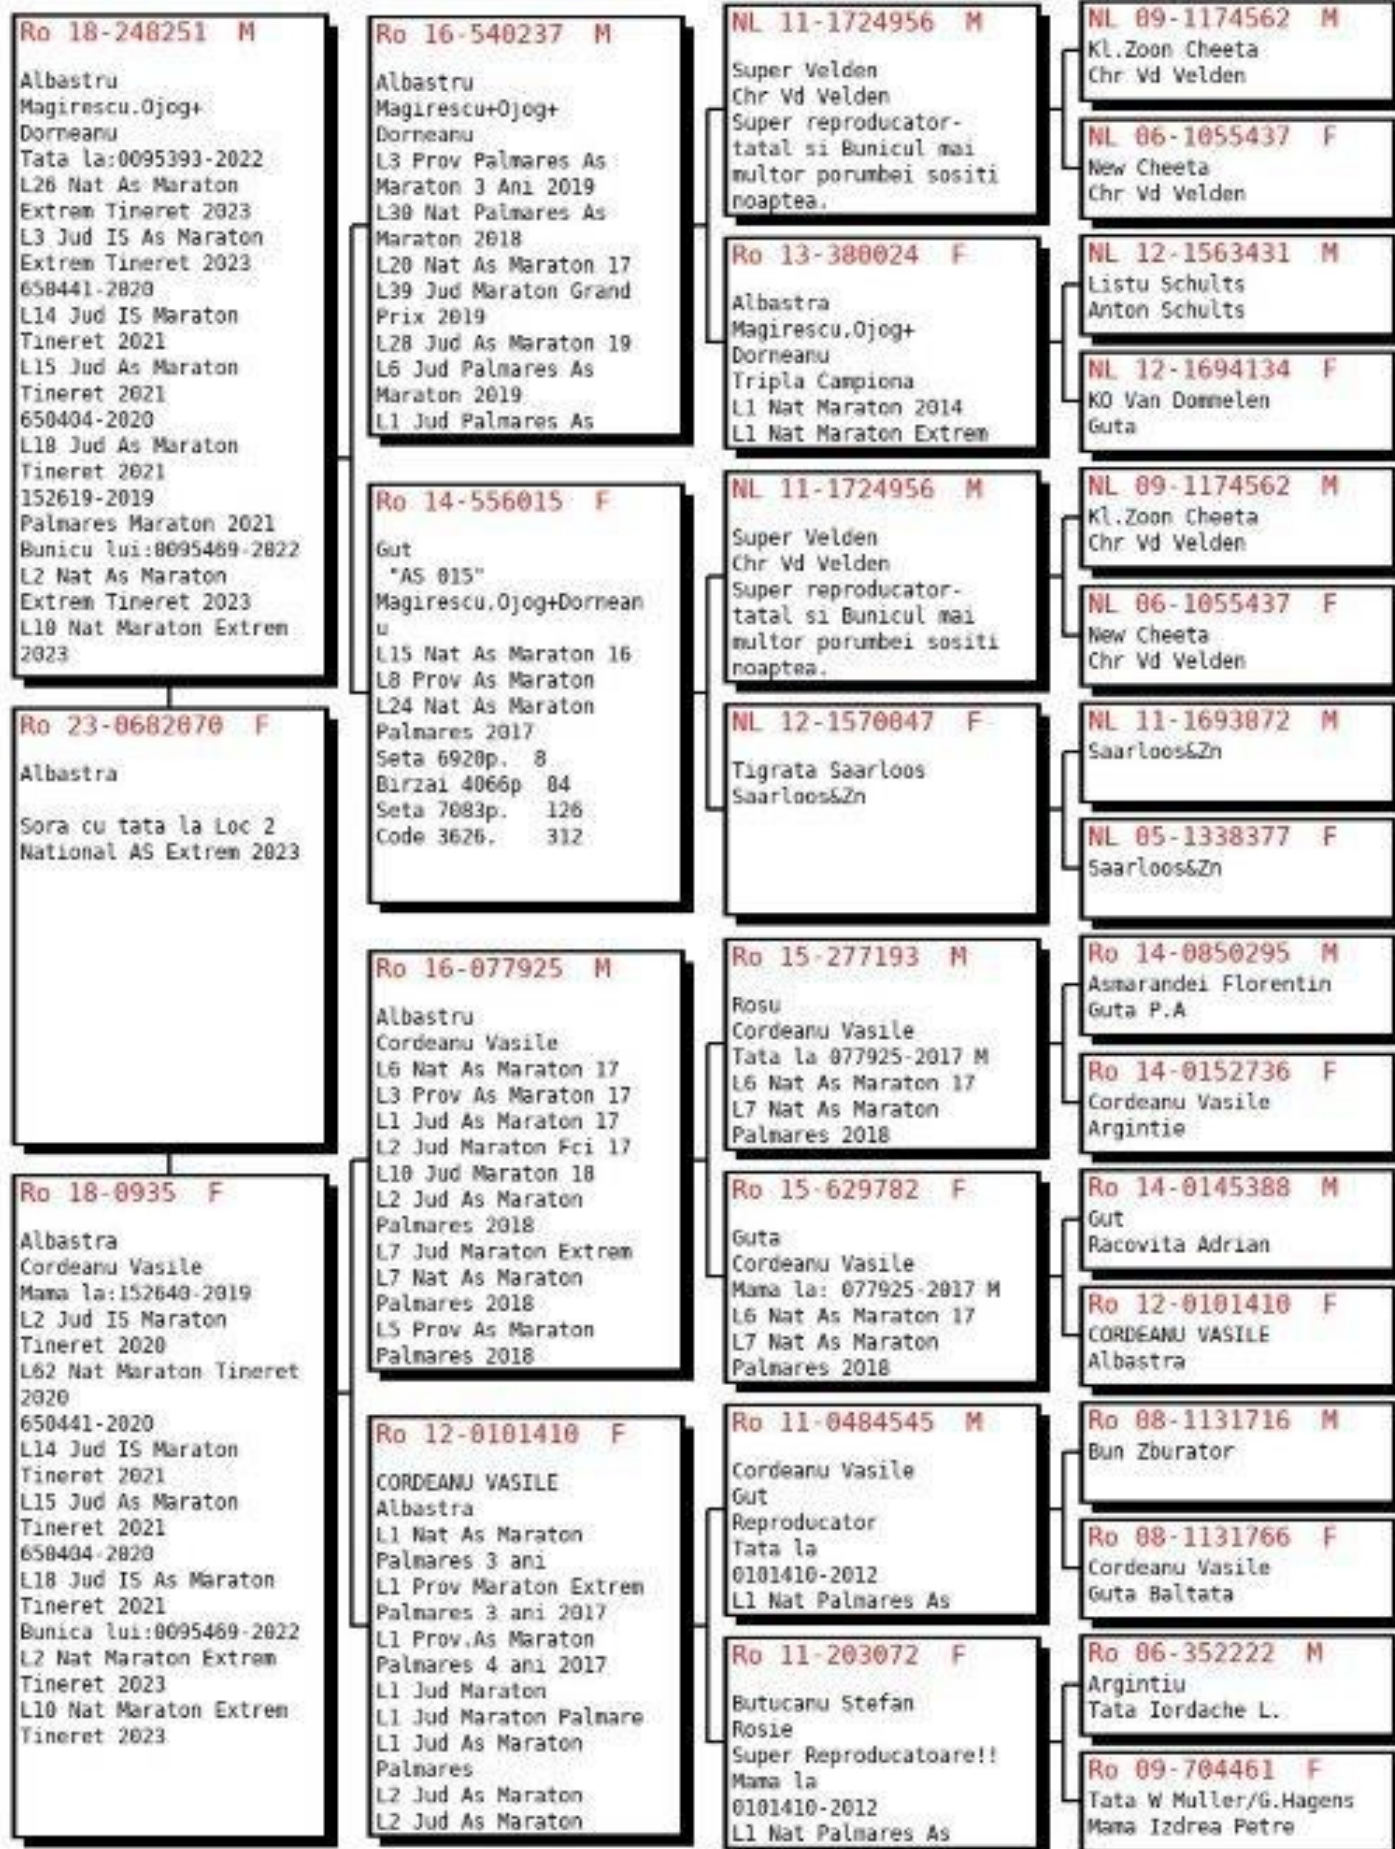 Ro 18-248251 M
Albastru
Magirescu.Ojog+
Dorneanu
Tata la:0095393-2022
L26 Nat As Maraton
Extrem Tineret 2023
L3 Jud IS As Maraton
Extrem Tineret 2023
650441-2020
L14 Jud IS Maraton
Tineret 2021
L15 Jud As Maraton
Tineret 2021
650404-2020
L18 Jud As Maraton
Tineret 2021
152619-2019
Palmares Maraton 2021
Bunicu lui:0095469-2022
L2 Nat As Maraton
Extrem Tineret 2023
L10 Nat Maraton Extrem
2023
Ro 23-0682070 F
Albastra
Sora cu tata la Loc 2
National AS Extrem 2023
Ro 18-0935 F
Albastra
Cordeanu Vasile
Mama la:152640-2019
L2 Jud IS Maraton
Tineret 2020
L62 Nat Maraton Tineret
2020
650441-2020
L14 Jud IS Maraton
Tineret 2021
L15 Jud As Maraton
Tineret 2021
650404-2020
L18 Jud IS As Maraton
Tineret 2021
Bunica lui:0095469-2022
L2 Nat Maraton Extrem
Tineret 2023
L10 Nat Maraton Extrem
Tineret 2023
Ro 16-540237 M
Albastru
Magirescu+Ojog+
Dorneanu
L3 Prov Palmares As
Maraton 3 Ani 2019
L30 Nat Palmares As
Maraton 2018
L20 Nat As Maraton 17
L39 Jud Maraton Grand
Prix 2019
L28 Jud As Maraton 19
L6 Jud Palmares As
Maraton 2019
L1 Jud Palmares As
Ro 14-556015 F
Gut
"AS 015"
Magirescu.Ojog+Dornean
u
L15 Nat As Maraton 16
L8 Prov As Maraton
L24 Nat As Maraton
Palmares 2017
Seta 6920p. 8
Birzai 4066p 84
Seta 7083p. 126
Code 3626. 312
Ro 16-077925 M
Albastru
Cordeanu Vasile
L6 Nat As Maraton 17
L3 Prov As Maraton 17
L1 Jud As Maraton 17
L2 Jud Maraton Fci 17
L10 Jud Maraton 18
L2 Jud As Maraton
Palmares 2018
L7 Jud Maraton Extrem
L7 Nat As Maraton
Palmares 2018
L5 Prov As Maraton
Palmares 2018
Ro 12-0101410 F
CORDEANU VASILE
Albastra
L1 Nat As Maraton
Palmares 3 ani
L1 Prov Maraton Extrem
Palmares 3 ani 2017
L1 Prov.As Maraton
Palmares 4 ani 2017
L1 Jud Maraton
L1 Jud Maraton Palmare
L1 Jud As Maraton
Palmares
L2 Jud As Maraton
L2 Jud As Maraton
NL 11-1724956 M
Super Velden
Chr Vd Velden
Super reproducator-
tatal si Bunicul mai
multor porumbei sositi
noaptea.
Ro 13-380024 F
Albastra
Magirescu.Ojog+
Dorneanu
Tripla Campiona
L1 Nat Maraton 2014
L1 Nat Maraton Extrem
NL 11-1724956 M
Super Velden
Chr Vd Velden
Super reproducator-
tatal si Bunicul mai
multor porumbei sositi
noaptea.
NL 12-1570047 F
Tigrata Saarloos
Saarloos&Zn
Ro 15-277193 M
Rosu
Cordeanu Vasile
Tata la 077925-2017 M
L6 Nat As Maraton 17
L7 Nat As Maraton
Palmares 2018
Ro 15-629782 F
Guta
Cordeanu Vasile
Mama la: 077925-2017 M
L6 Nat As Maraton 17
L7 Nat As Maraton
Palmares 2018
Ro 11-0484545 M
Cordeanu Vasile
Gut
Reproducator
Tata la
0101410-2012
L1 Nat Palmares As
Ro 11-203072 F
Butucanu Stefan
Rosie
Super Reproducatoare!!
Mama la
0101410-2012
L1 Nat Palmares As
NL 09-1174562 M
Kl.Zoon Cheeta
Chr Vd Velden
NL 06-1055437 F
New Cheeta
Chr Vd Velden
NL 12-1563431 M
Listu Schults
Anton Schults
NL 12-1694134 F
KO Van Dommelen
Guta
NL 09-1174562 M
Kl.Zoon Cheeta
Chr Vd Velden
NL 06-1055437 F
New Cheeta
Chr Vd Velden
NL 11-1693072 M
Saarloos&Zn
NL 05-1338377 F
Saarloos&Zn
Ro 14-0850295 M
Asmarandei Florentin
Guta P.A
Ro 14-0152736 F
Cordeanu Vasile
Argintie
Ro 14-0145388 M
Gut
Racovita Adrian
Ro 12-0101410 F
CORDEANU VASILE
Albastra
Ro 08-1131716 M
Bun Zburator
Ro 08-1131766 F
Cordeanu Vasile
Guta Baltata
Ro 06-352222 M
Argintiu
Tata Iordache L.
Ro 09-704461 F
Tata W Muller/G.Hagens
Mama Izdrea Petre